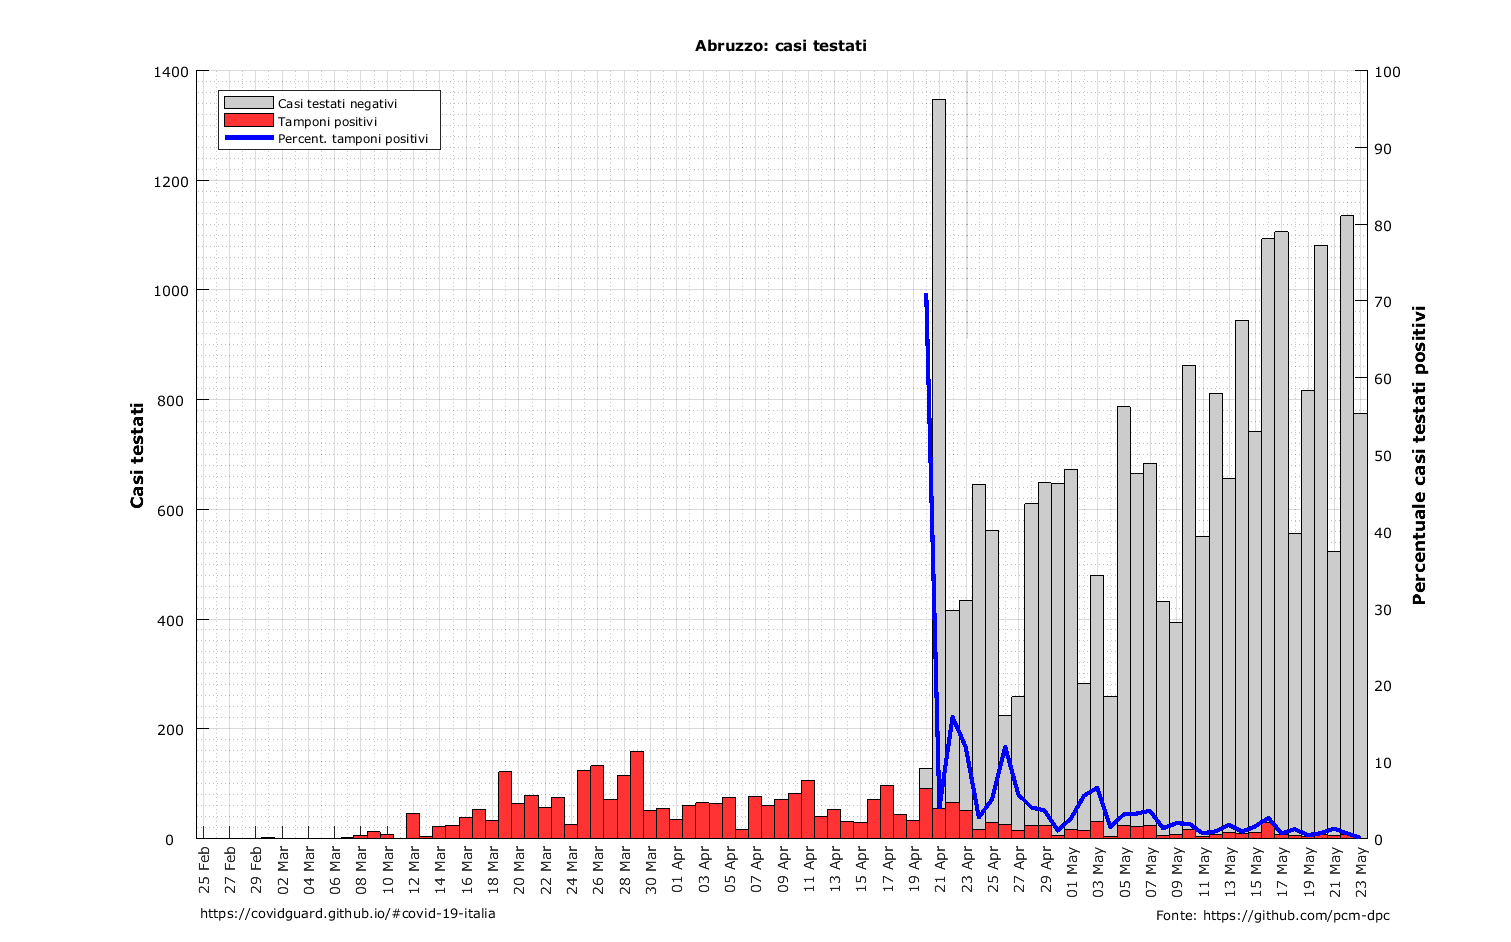 Abruzzo: casi testati
Casi testati negativi
Tamponi positivi
Percent. tamponi positivi
Casi testati
1400
1200
1000
800
600
400
200
0
100
90
80
70
60
50
40
30
20
10
0
Percentuale casi testati positivi
25 Feb
27 Feb
29 Feb
02 Mar
04 Mar
06 Mar
08 Mar
10 Mar
12 Mar
14 Mar
16 Mar
18 Mar
20 Mar
22 Mar
24 Mar
26 Mar
28 Mar
30 Mar
01 Apr
03 Apr
05 Apr
07 Apr
09 Apr
11 Apr
13 Apr
15 Apr
17 Apr
19 Apr
21 Apr
23 Apr
25 Apr
27 Apr
29 Apr
01 May
03 May
05 May
07 May
09 May
11 May
13 May
15 May
17 May
19 May
21 May
23 May
https://covidguard.github.io/#covid-19-italia
Fonte: https://github.com/pcm-dpc